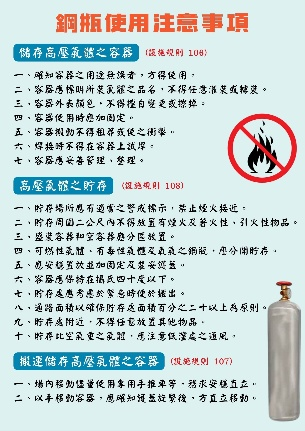 鋼瓶使用注意事項
儲存高壓氣體之容器 (設施規則 106)
一、確知容器之用途無誤者，方得使用。
二、容器應標明所裝氣體之品名，不得任意灌裝或轉裝。
三、容器外表顏色，不得擅自變更或擦掉。
四、容器使用時應加固定。
五、容器搬動不得粗莽或使之衝擊。
六、焊接時不得在容器上試焊。
七、容器應妥善管理、整理。
高壓氣體之貯存 (設施規則 108)
一、貯存場所應有適當之警戒標示，禁止煙火接近。
二、貯存周圍二公尺內不得放置有煙火及著火性、引火性物品。
三、盛裝容器和空容器應分區放置。
四、可燃性氣體、有毒性氣體及氧氣之鋼瓶，應分開貯存。
五、應安穩置放並加固定及裝妥護蓋。
六、容器應保持在攝氏四十度以下。
七、貯存處應考慮於緊急時便於搬出。
八、通路面積以確保貯存處面積百分之二十以上為原則。
九、貯存處附近，不得任意放置其他物品。
十、貯存比空氣重之氣體，應注意低窪處之通風。
搬運儲存高壓氣體之容器 (設施規則 107)
一、場內移動儘量使用專用手推車等，務求安穩直立。
二、以手移動容器，應確知護蓋旋緊後，方直立移動。